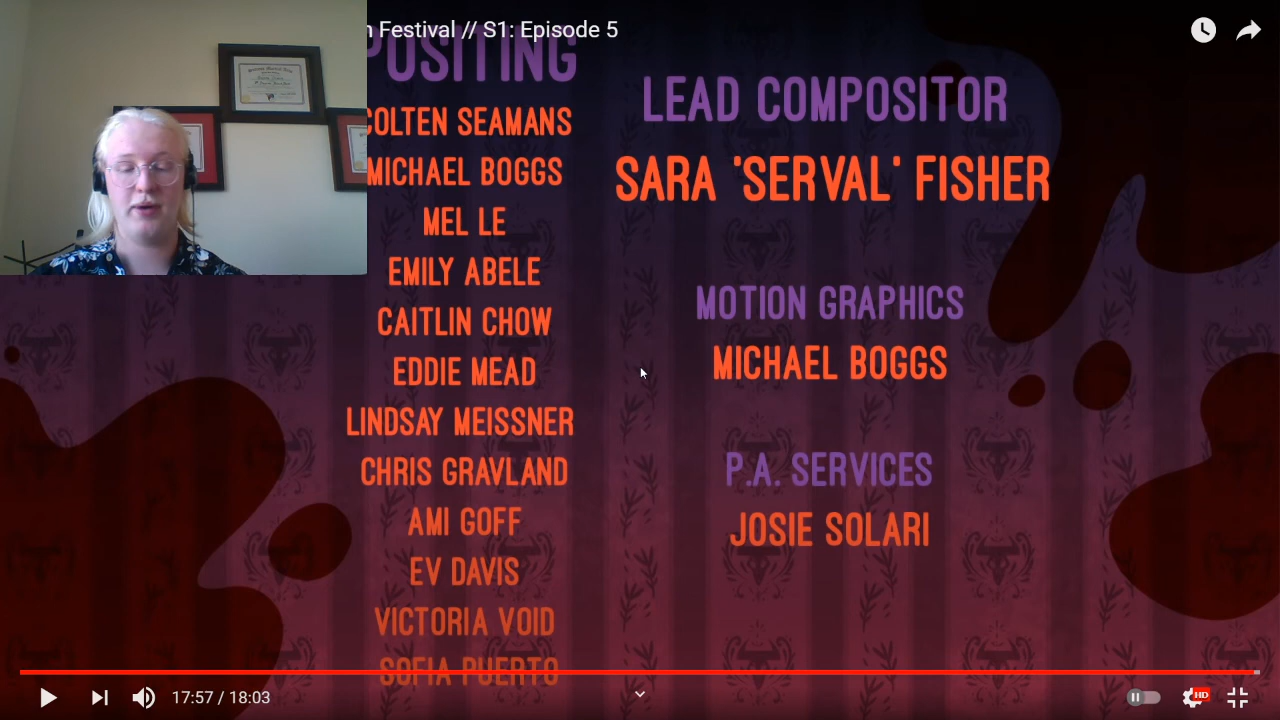 n Festival // S1: Episode 5
POSITING
COLTEN SEAMANS
MICHAEL BOGGS
MEL LE
EMILY ABELE
CAITLIN CHOW
EDDIE MEAD
LINDSAY MEISSNER
CHRIS GRAVLAND
AMI GOFF
EV DAVIS
VICTORIA VOID
SOFIA PUERTO
LEAD COMPOSITOR
SARA 'SERVAL' FISHER
MOTION GRAPHICS
MICHAEL BOGGS
P.A. SERVICES
JOSIE SOLARI
17:57 / 18:03
HD